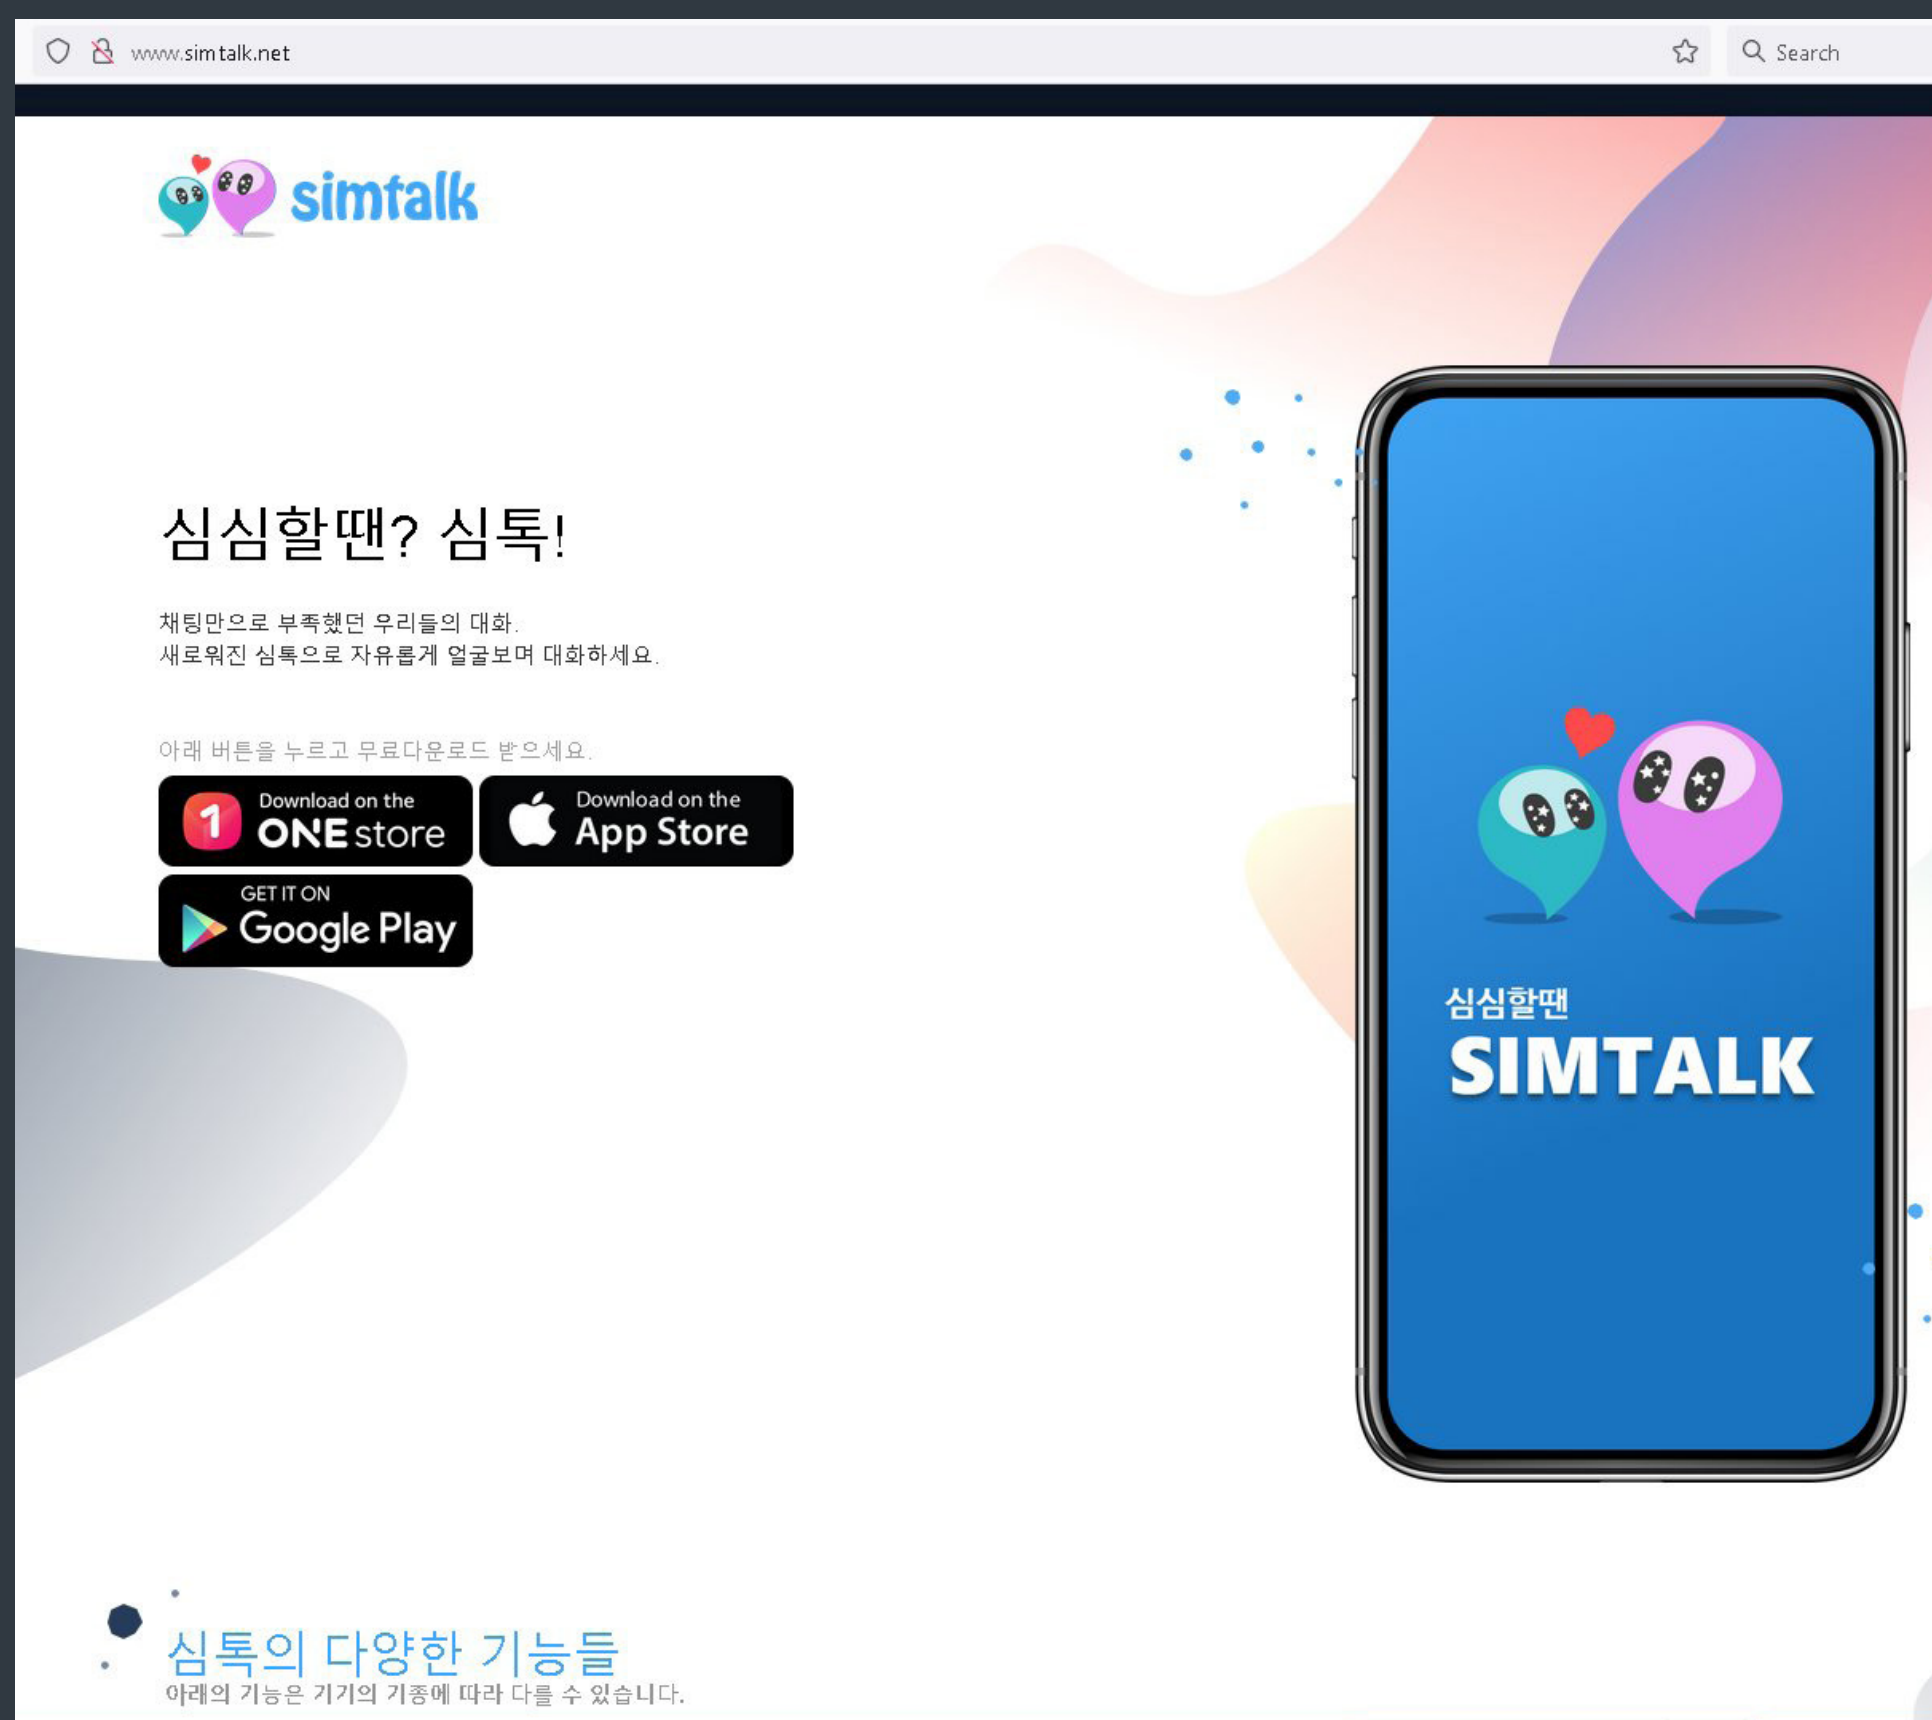 www.simtalk.net
Search
simtalk
심심할땐? 심톡!
채팅만으로 부족했던 우리들의 대화.
새로워진 심톡으로 자유롭게 얼굴보며 대화하세요.
아래 버튼을 누르고 무료다운로드 받으세요.
Download on the
ONE store
Download on the
App Store
GET IT ON
Google Play
심심할땐
SIMTALK
심톡의 다양한 기능들
아래의 기능은 기기의 기종에 따라 다를 수 있습니다.